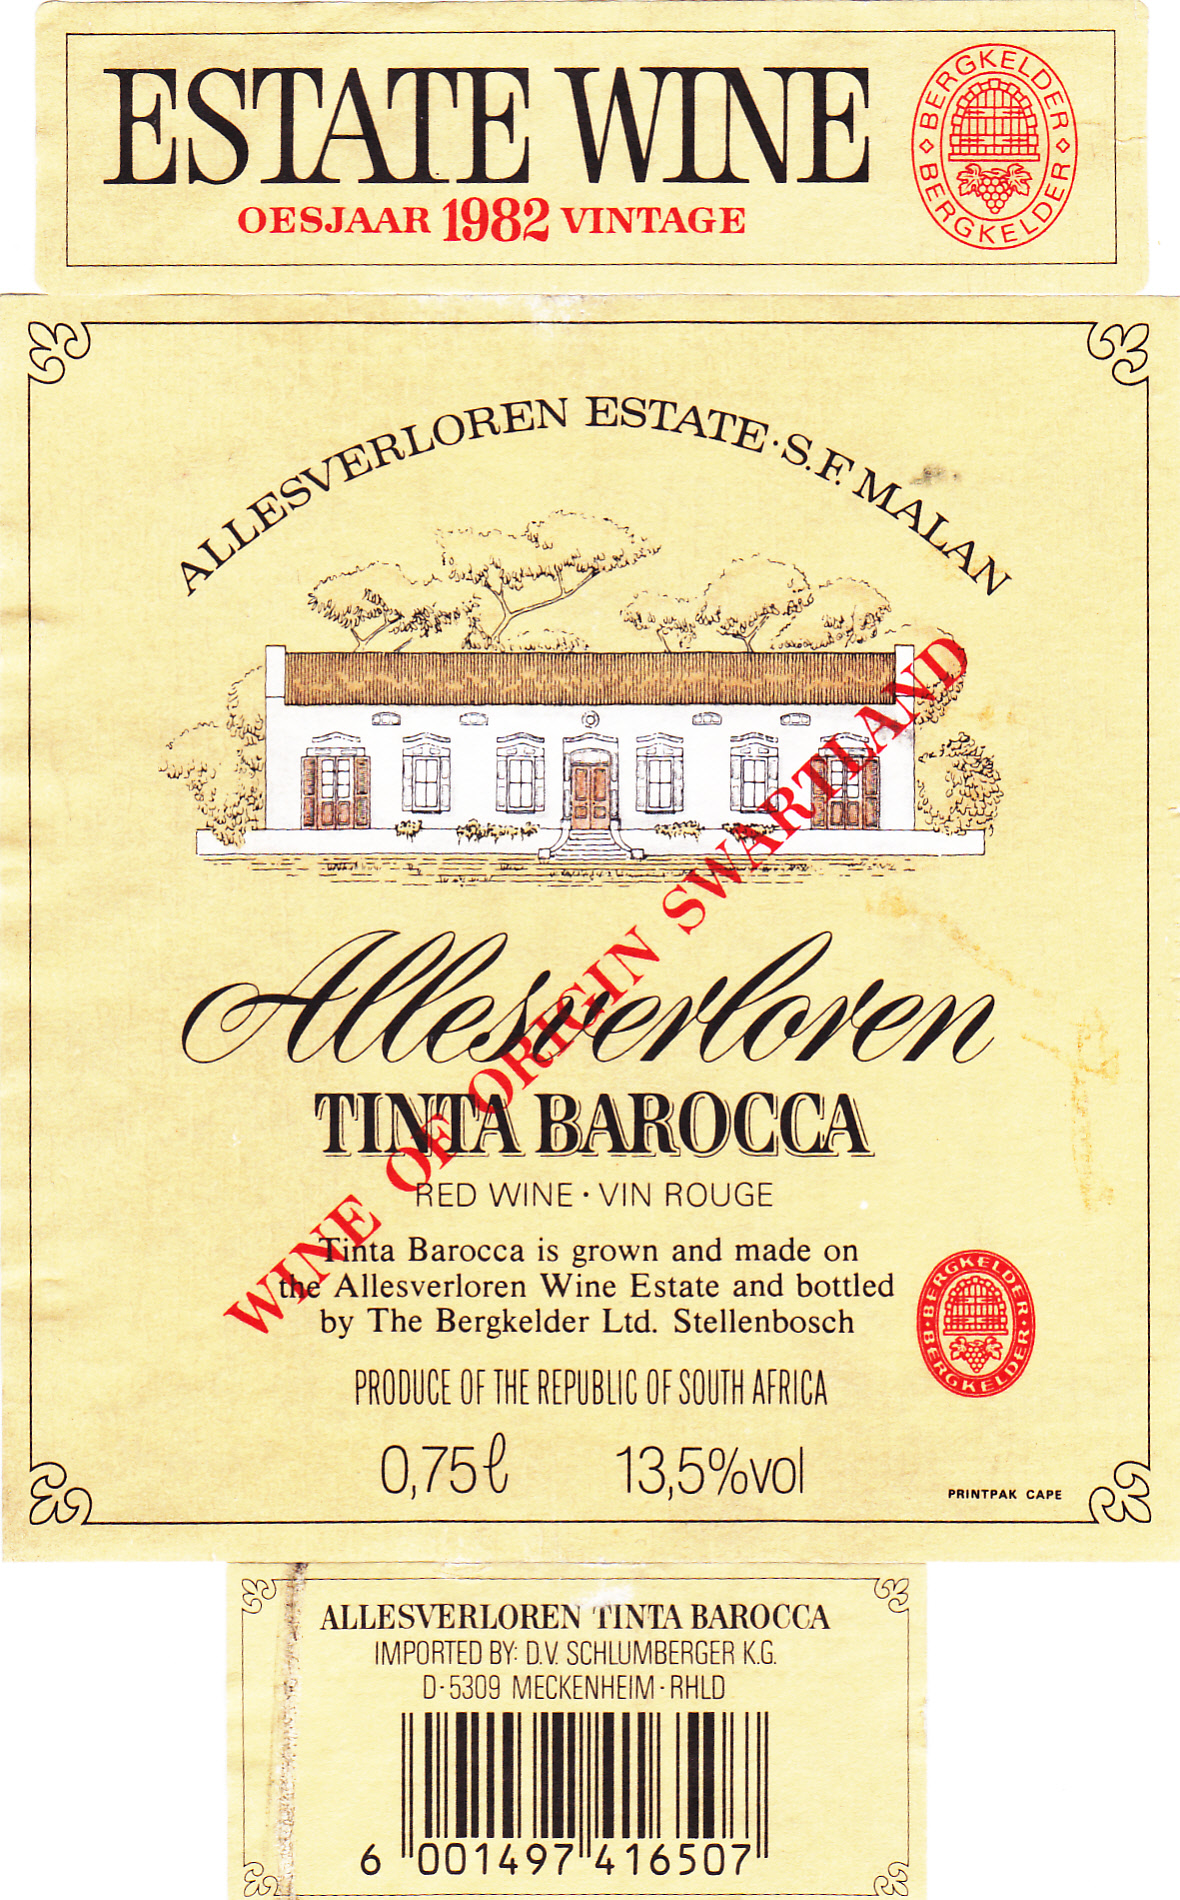 ESTATE WINE
OESJAAR 1982 VINTAGE
BERGKELDER ◇ BERGKELDER ◇
ALLESVERLOREN ESTATE · S.F. MALAN
WINE OF ORIGIN SWARTLAND
Allesverloren
TINTA BAROCCA
RED WINE · VIN ROUGE
Tinta Barocca is grown and made on
the Allesverloren Wine Estate and bottled
by The Bergkelder Ltd. Stellenbosch
BERGKELDER · BERGKELDER ·
PRODUCE OF THE REPUBLIC OF SOUTH AFRICA
0,75ℓ 13,5%vol
PRINTPAK CAPE
ALLESVERLOREN TINTA BAROCCA
IMPORTED BY: D.V. SCHLUMBERGER K.G.
D-5309 MECKENHEIM-RHLD
6 001497 416507